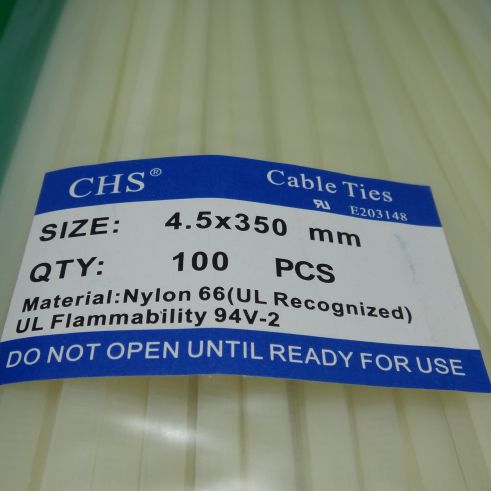 CHS® Cable Ties
E203148
SIZE: 4.5x350 mm
QTY: 100 PCS
Material:Nylon 66(UL Recognized)
UL Flammability 94V-2
DO NOT OPEN UNTIL READY FOR USE